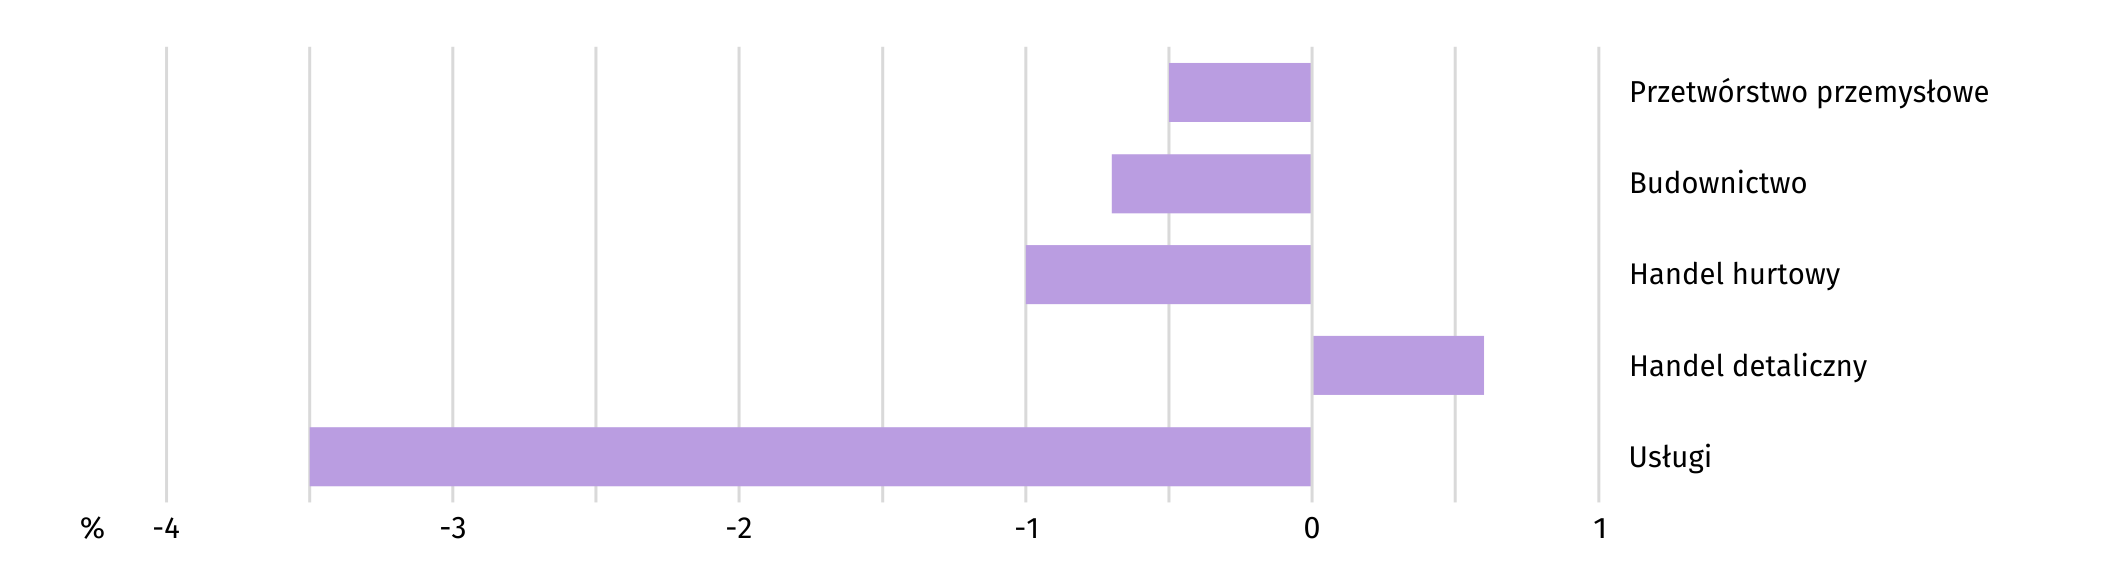 Przetwórstwo przemysłowe
Budownictwo
Handel hurtowy
Handel detaliczny
Usługi
% -4 -3 -2 -1 0 1